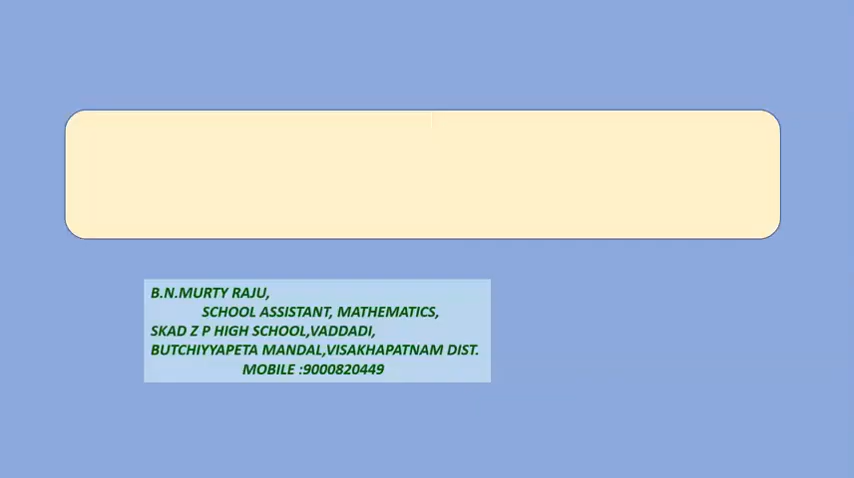 B.N.MURTY RAJU,
SCHOOL ASSISTANT, MATHEMATICS,
SKAD Z P HIGH SCHOOL,VADDADI,
BUTCHIYYAPETA MANDAL,VISAKHAPATNAM DIST.
MOBILE :9000820449